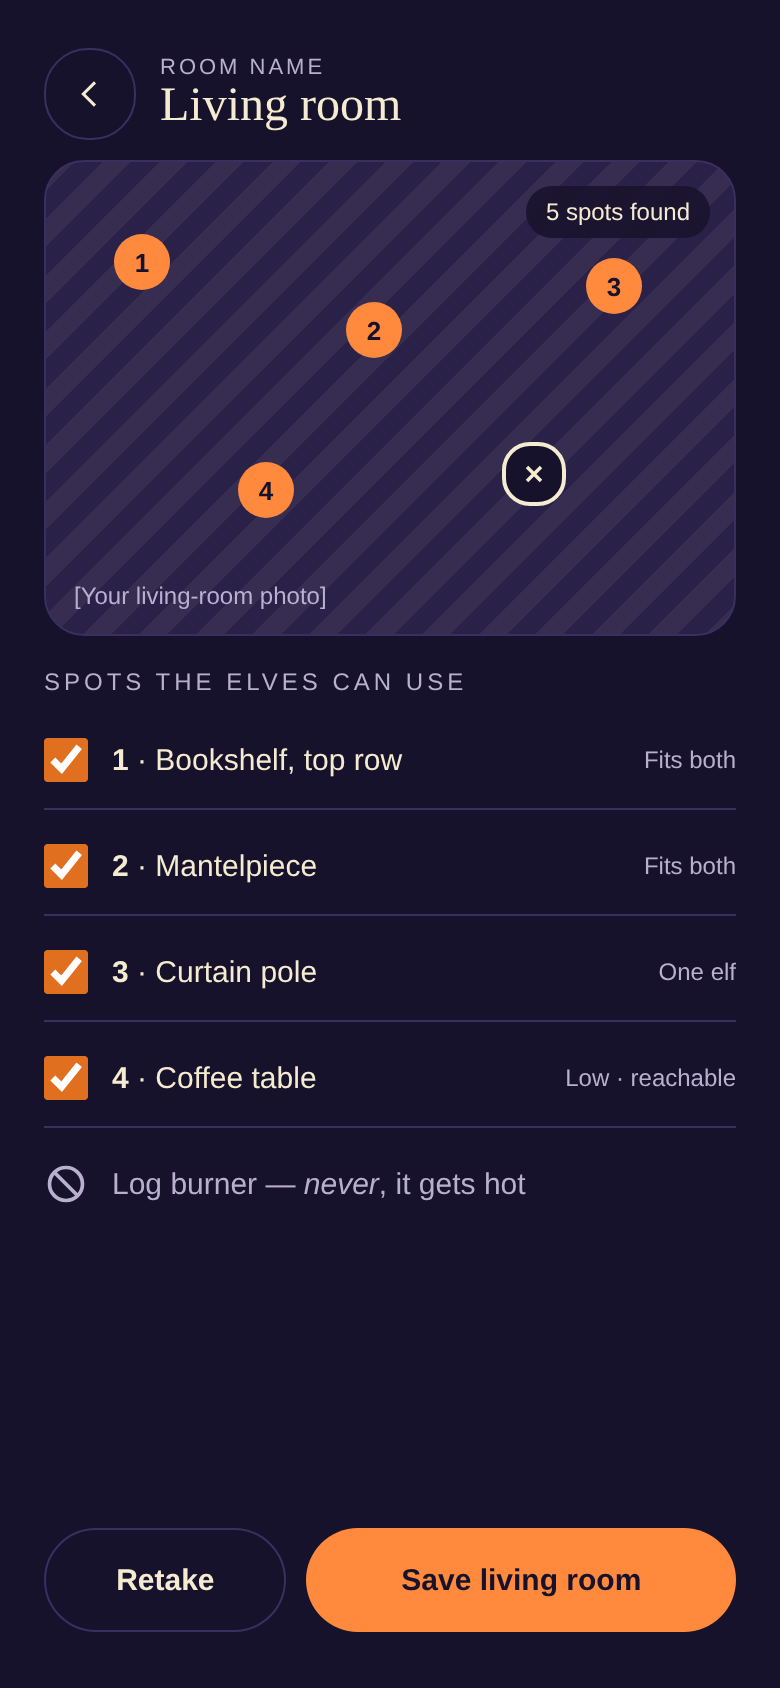 ROOM NAME
Living room
5 spots found
1
3
2
4
[Your living-room photo]
SPOTS THE ELVES CAN USE
1 · Bookshelf, top row Fits both
2 · Mantelpiece Fits both
3 · Curtain pole One elf
4 · Coffee table Low · reachable
Log burner — never, it gets hot
Retake Save living room